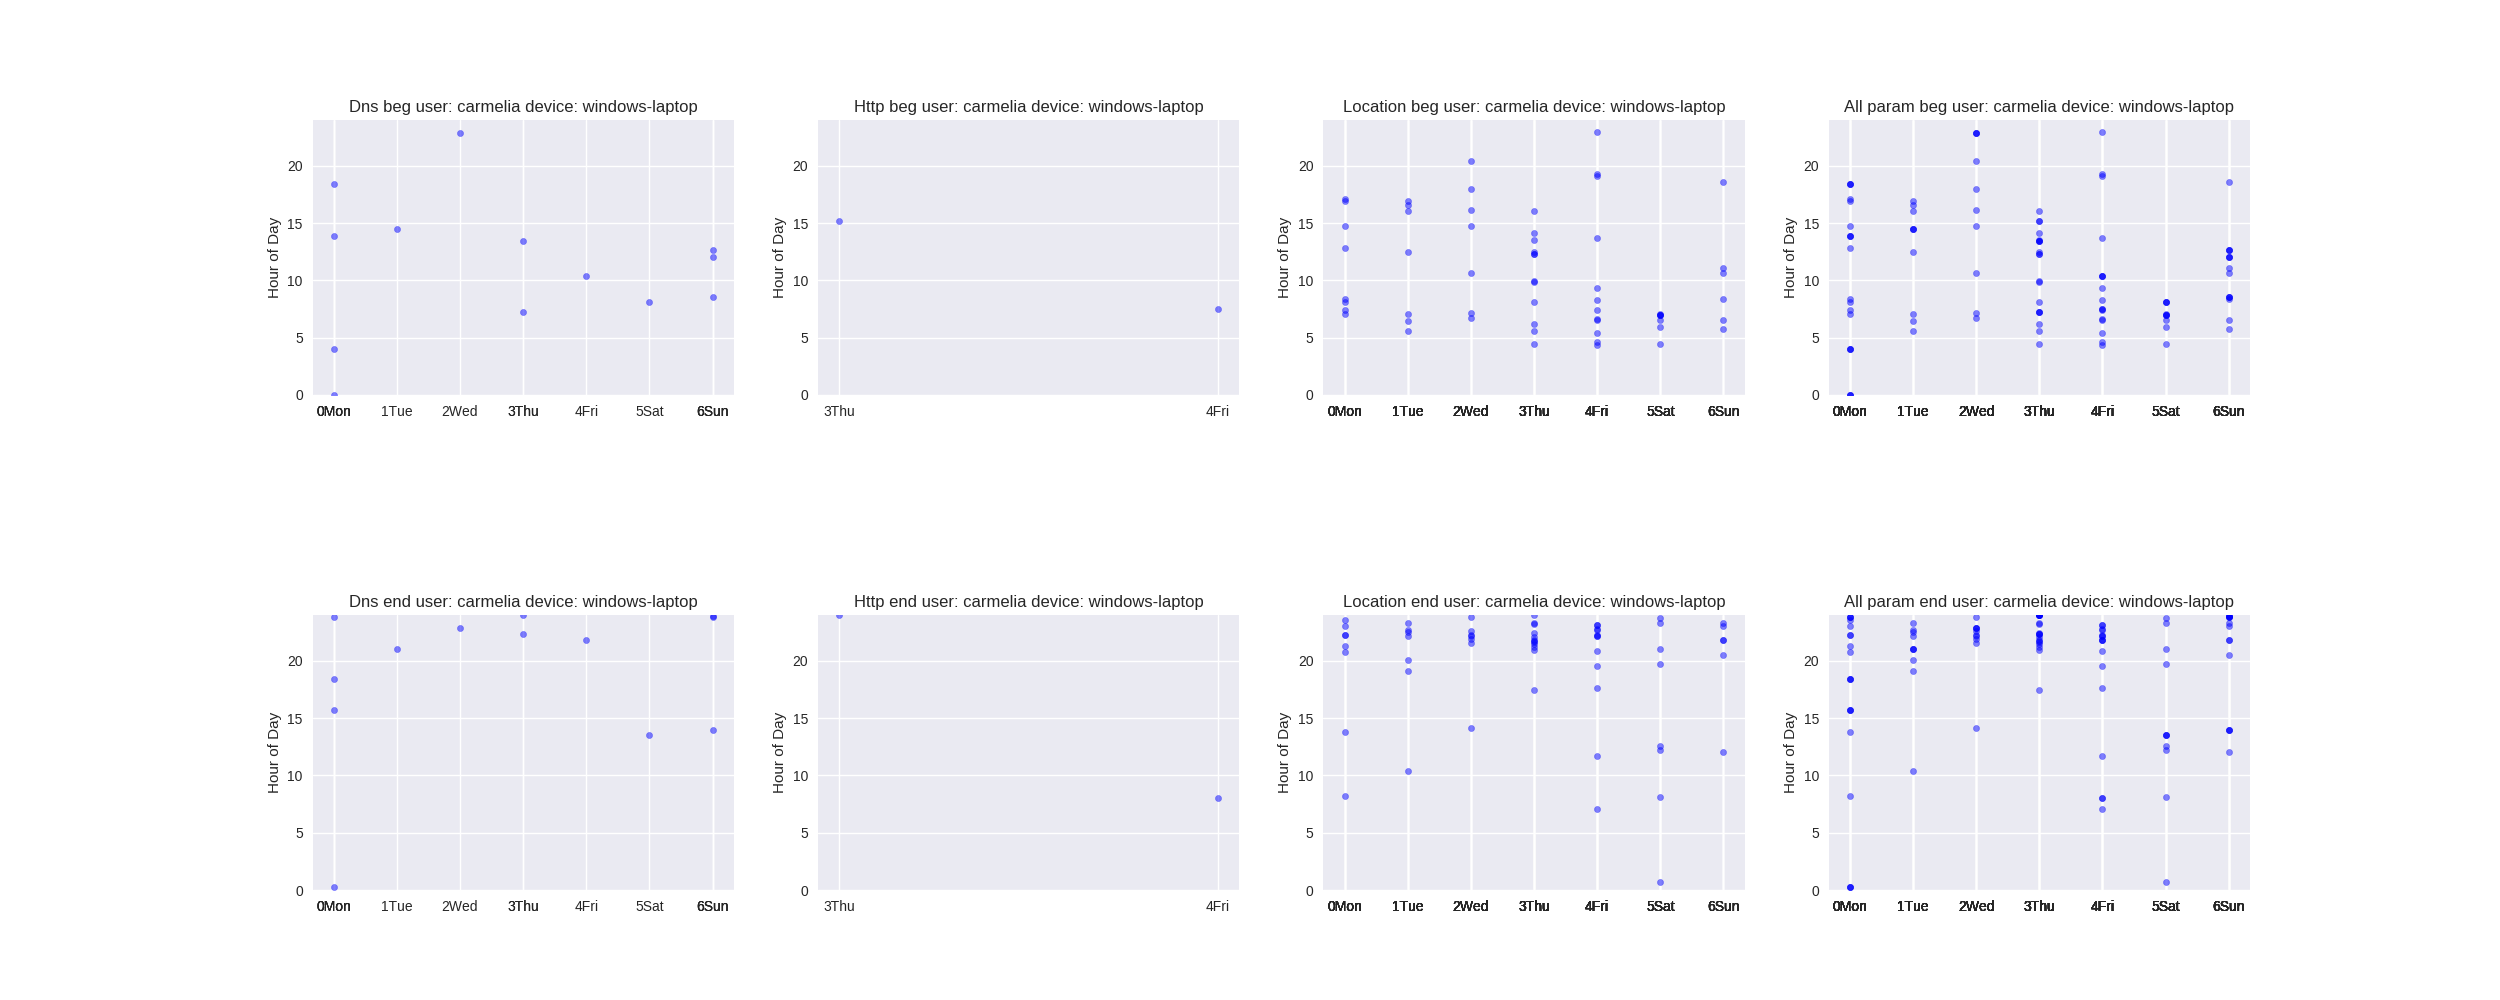 Dns beg user: carmelia device: windows-laptop
Hour of Day
20
15
10
5
0
0Mon 1Tue 2Wed 3Thu 4Fri 5Sat 6Sun
Http beg user: carmelia device: windows-laptop
Hour of Day
20
15
10
5
0
3Thu 4Fri
Location beg user: carmelia device: windows-laptop
Hour of Day
20
15
10
5
0
0Mon 1Tue 2Wed 3Thu 4Fri 5Sat 6Sun
All param beg user: carmelia device: windows-laptop
Hour of Day
20
15
10
5
0
0Mon 1Tue 2Wed 3Thu 4Fri 5Sat 6Sun
Dns end user: carmelia device: windows-laptop
Hour of Day
20
15
10
5
0
0Mon 1Tue 2Wed 3Thu 4Fri 5Sat 6Sun
Http end user: carmelia device: windows-laptop
Hour of Day
20
15
10
5
0
3Thu 4Fri
Location end user: carmelia device: windows-laptop
Hour of Day
20
15
10
5
0
0Mon 1Tue 2Wed 3Thu 4Fri 5Sat 6Sun
All param end user: carmelia device: windows-laptop
Hour of Day
20
15
10
5
0
0Mon 1Tue 2Wed 3Thu 4Fri 5Sat 6Sun